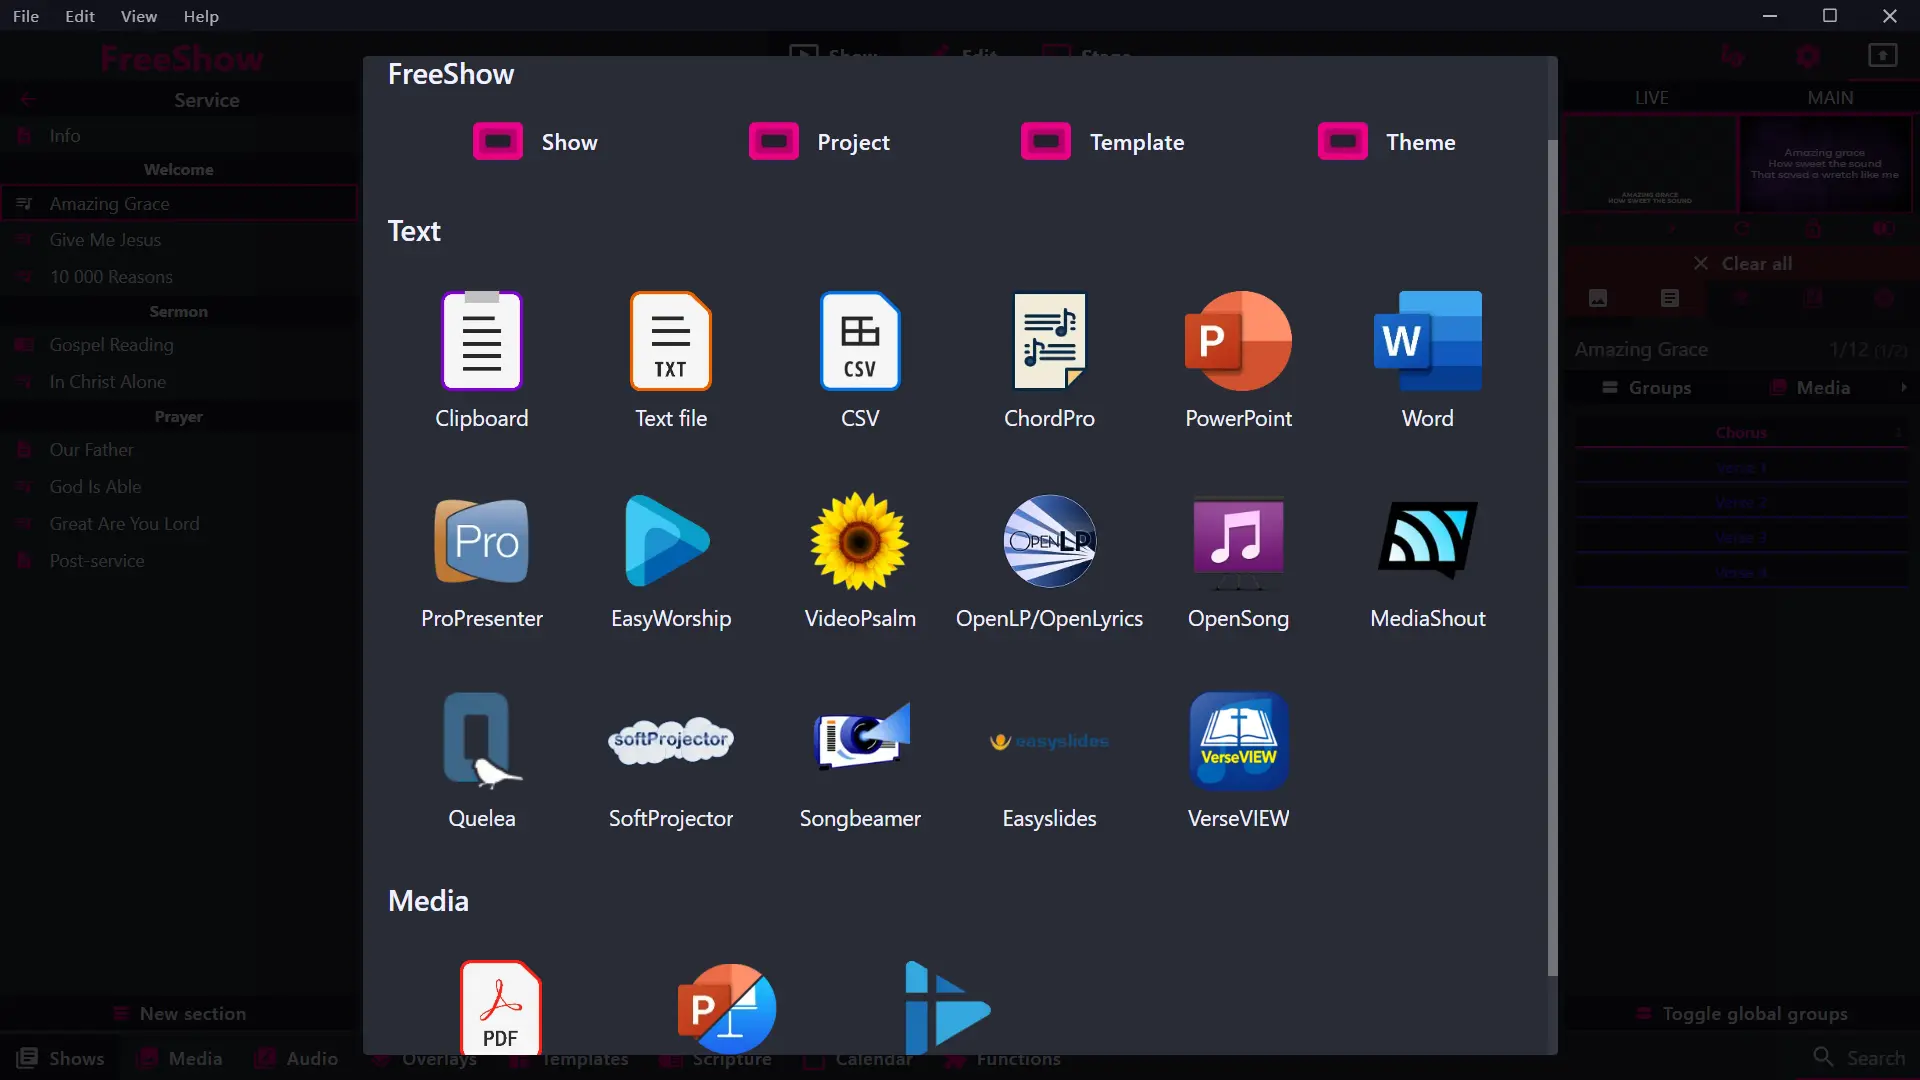 File Edit View Help
FreeShow
Show Edit Stage
Service
Info
Welcome
Amazing Grace
Give Me Jesus
10 000 Reasons
Sermon
Gospel Reading
In Christ Alone
Prayer
Our Father
God Is Able
Great Are You Lord
Post-service
New section
FreeShow
Show Project Template Theme
Text
TXT
CSV
P
W
Clipboard Text file CSV ChordPro PowerPoint Word
Pro
OPENLP
ProPresenter EasyWorship VideoPsalm OpenLP/OpenLyrics OpenSong MediaShout
softProjector
easyslides
VerseVIEW
Quelea SoftProjector Songbeamer Easyslides VerseVIEW
Media
PDF
P
LIVE MAIN
AMAZING GRACE
HOW SWEET THE SOUND
Amazing grace
How sweet the sound
That saved a wretch like me
Clear all
Amazing Grace 1/12 (1/2)
Groups Media
Chorus
Verse 1
Verse 2
Verse 3
Verse 4
Toggle global groups
Shows Media Audio Overlays Templates Scripture Calendar Functions Search